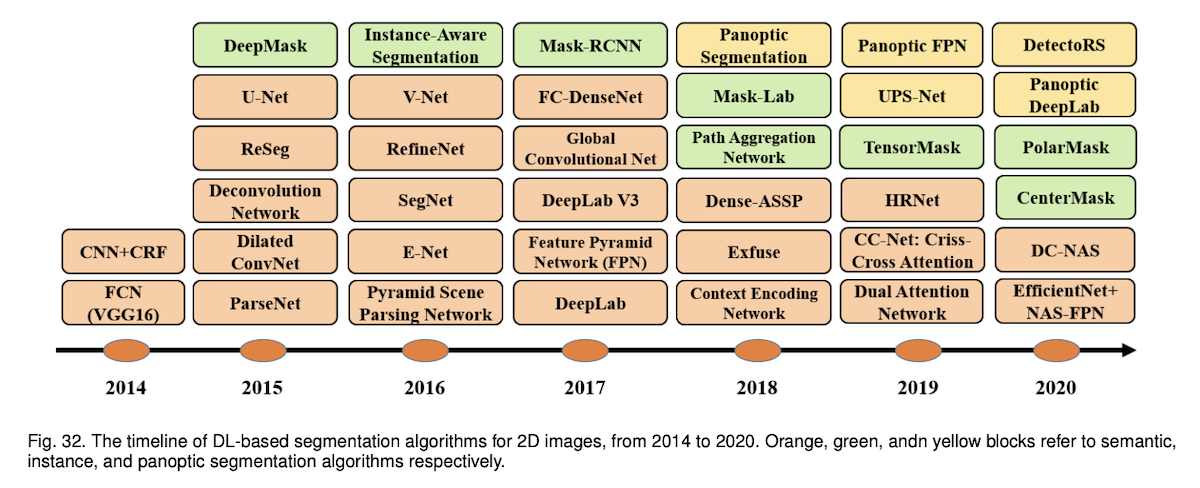 DeepMask
Instance-Aware
Segmentation
Mask-RCNN
Panoptic
Segmentation
Panoptic FPN
DetectoRS
U-Net
V-Net
FC-DenseNet
Mask-Lab
UPS-Net
Panoptic
DeepLab
ReSeg
RefineNet
Global
Convolutional Net
Path Aggregation
Network
TensorMask
PolarMask
Deconvolution
Network
SegNet
DeepLab V3
Dense-ASSP
HRNet
CenterMask
CNN+CRF
Dilated
ConvNet
E-Net
Feature Pyramid
Network (FPN)
Exfuse
CC-Net: Criss-
Cross Attention
DC-NAS
FCN
(VGG16)
ParseNet
Pyramid Scene
Parsing Network
DeepLab
Context Encoding
Network
Dual Attention
Network
EfficientNet+
NAS-FPN
2014 2015 2016 2017 2018 2019 2020
Fig. 32. The timeline of DL-based segmentation algorithms for 2D images, from 2014 to 2020. Orange, green, andn yellow blocks refer to semantic,
instance, and panoptic segmentation algorithms respectively.